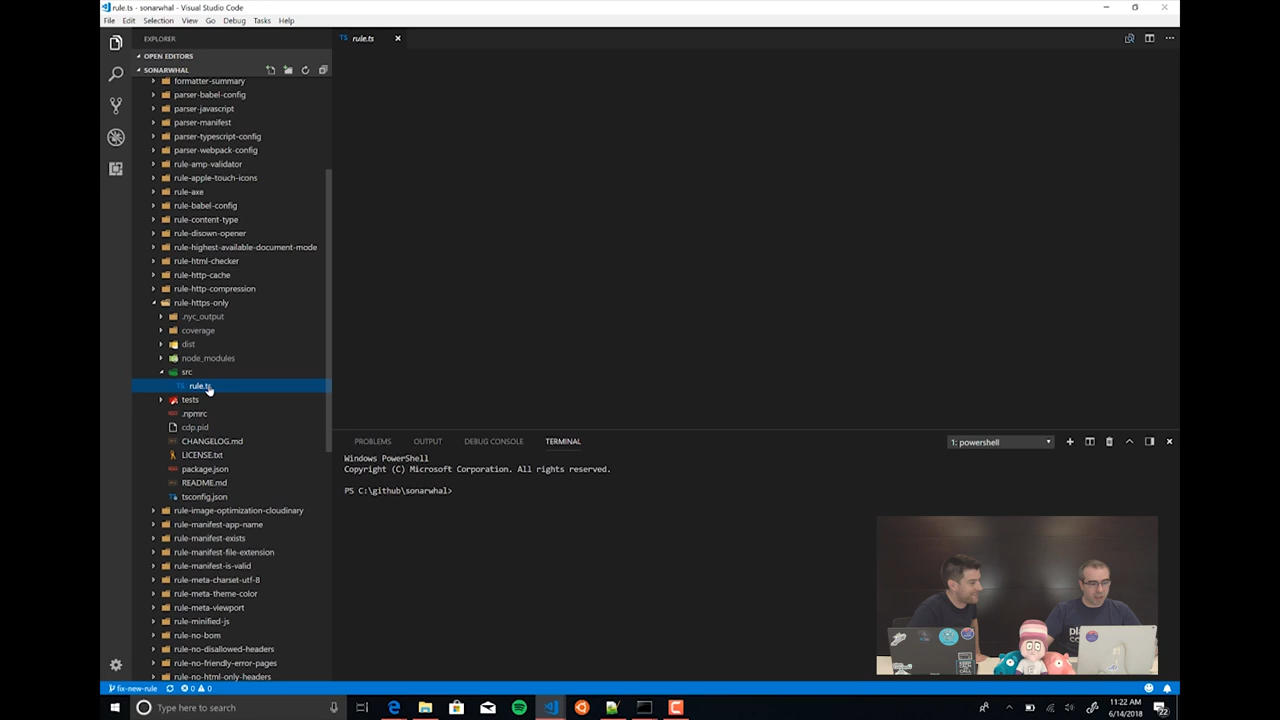 rule.ts - sonarwhal - Visual Studio Code
File Edit Selection View Go Debug Tasks Help
EXPLORER
rule.ts
OPEN EDITORS
SONARWHAL
formatter-summary
parser-babel-config
parser-javascript
parser-manifest
parser-typescript-config
parser-webpack-config
rule-amp-validator
rule-apple-touch-icons
rule-axe
rule-babel-config
rule-content-type
rule-disown-opener
rule-highest-available-document-mode
rule-html-checker
rule-http-cache
rule-http-compression
rule-https-only
.nyc_output
coverage
dist
node_modules
src
TS rule.ts
tests
.npmrc
cdp.pid
CHANGELOG.md
LICENSE.txt
package.json
README.md
tsconfig.json
rule-image-optimization-cloudinary
rule-manifest-app-name
rule-manifest-exists
rule-manifest-file-extension
rule-manifest-is-valid
rule-meta-charset-utf-8
rule-meta-theme-color
rule-meta-viewport
rule-minified-js
rule-no-bom
rule-no-disallowed-headers
rule-no-friendly-error-pages
rule-no-html-only-headers
PROBLEMS OUTPUT DEBUG CONSOLE TERMINAL
1: powershell
Windows PowerShell
Copyright (C) Microsoft Corporation. All rights reserved.
PS C:\github\sonarwhal>
fix-new-rule 0 0
Type here to search
11:22 AM
6/14/2018
22